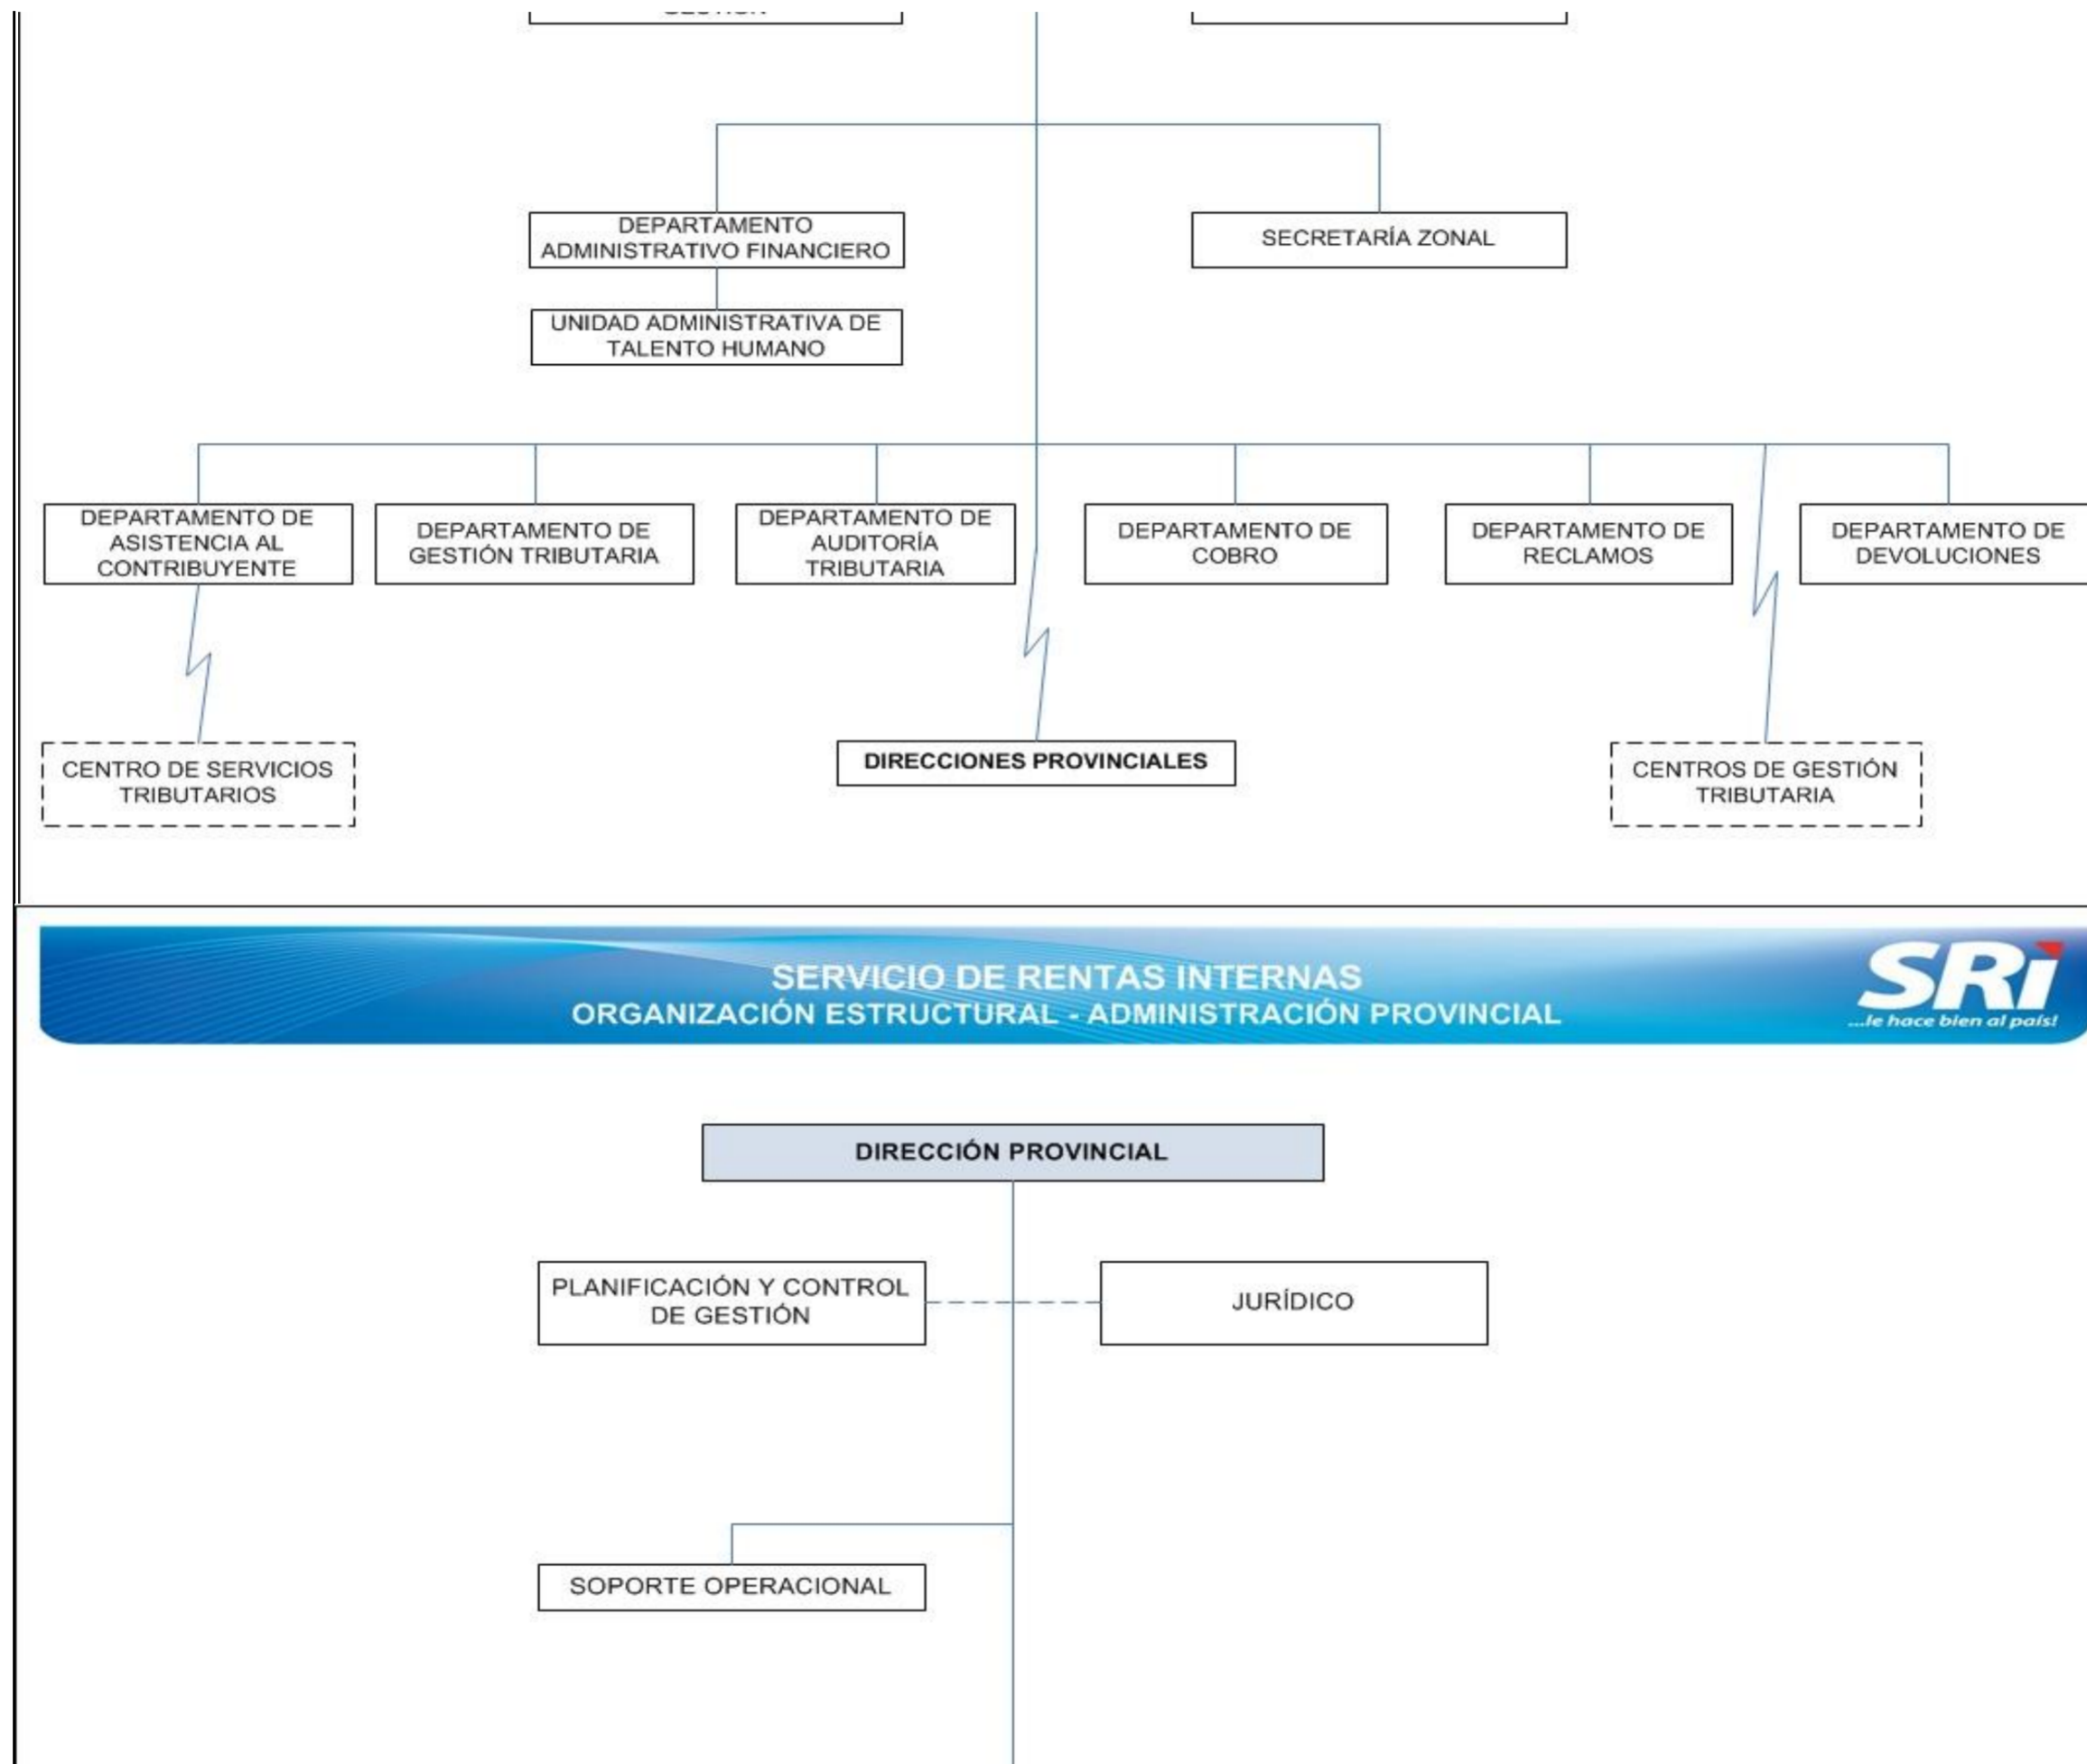 DEPARTAMENTO
ADMINISTRATIVO FINANCIERO
SECRETARÍA ZONAL
UNIDAD ADMINISTRATIVA DE
TALENTO HUMANO
DEPARTAMENTO DE
ASISTENCIA AL
CONTRIBUYENTE
DEPARTAMENTO DE
GESTIÓN TRIBUTARIA
DEPARTAMENTO DE
AUDITORÍA
TRIBUTARIA
DEPARTAMENTO DE
COBRO
DEPARTAMENTO DE
RECLAMOS
DEPARTAMENTO DE
DEVOLUCIONES
CENTRO DE SERVICIOS
TRIBUTARIOS
DIRECCIONES PROVINCIALES
CENTROS DE GESTIÓN
TRIBUTARIA
SERVICIO DE RENTAS INTERNAS
ORGANIZACIÓN ESTRUCTURAL - ADMINISTRACIÓN PROVINCIAL
SRi
...le hace bien al país!
DIRECCIÓN PROVINCIAL
PLANIFICACIÓN Y CONTROL
DE GESTIÓN
JURÍDICO
SOPORTE OPERACIONAL